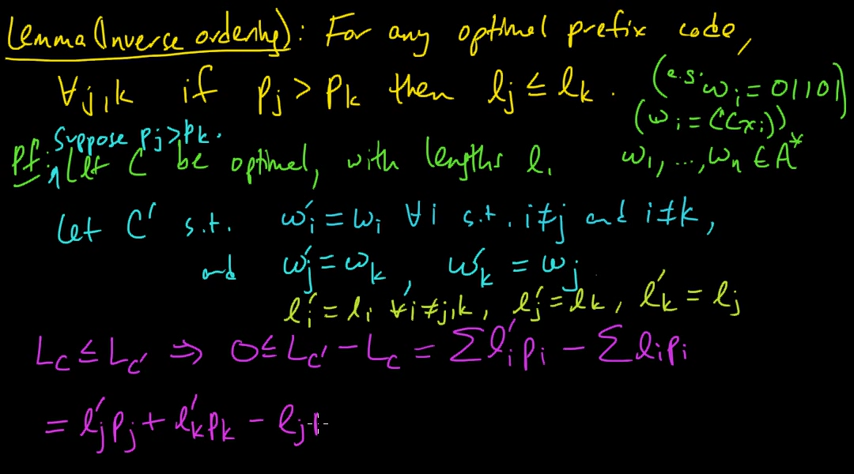 Lemma (Inverse ordering): For any optimal prefix code,
∀j,k if pj > pk then lj ≤ lk.
(e.g. wi = 01101)
(wi = C(xi))
Suppose pj > pk.
Pf: Let C be optimal, with lengths li
w1, ..., wn ∈ A*
Let C' s.t. w'i = wi ∀i s.t. i≠j and i≠k,
and w'j = wk, w'k = wj
l'i = li ∀i≠j,k, l'j = lk, l'k = lj
LC ≤ LC' ⇒ 0 ≤ LC' − LC = Σ l'i pi − Σ li pi
= l'j pj + l'k pk − lj